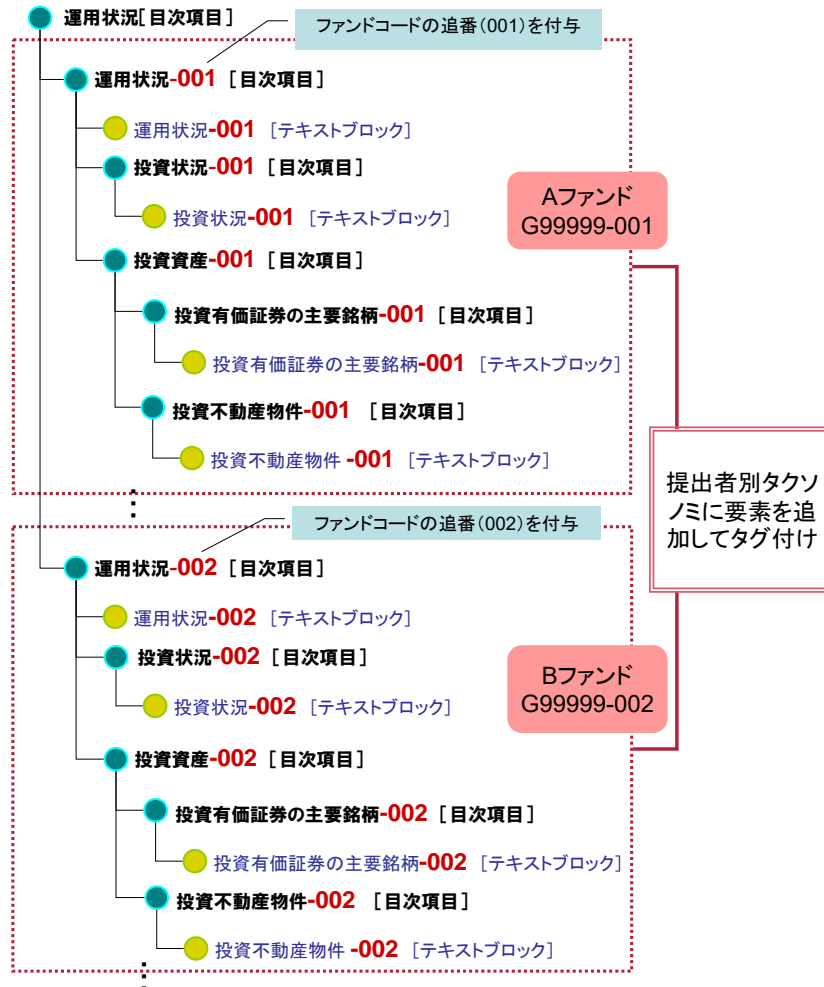 運用状況[目次項目]
ファンドコードの追番(001)を付与
運用状況-001 [目次項目]
運用状況-001 [テキストブロック]
投資状況-001 [目次項目]
投資状況-001 [テキストブロック]
Aファンド
G99999-001
投資資産-001 [目次項目]
投資有価証券の主要銘柄-001 [目次項目]
投資有価証券の主要銘柄-001 [テキストブロック]
投資不動産物件-001 [目次項目]
投資不動産物件 -001 [テキストブロック]
提出者別タクソ
ノミに要素を追
加してタグ付け
ファンドコードの追番(002)を付与
運用状況-002 [目次項目]
運用状況-002 [テキストブロック]
投資状況-002 [目次項目]
投資状況-002 [テキストブロック]
Bファンド
G99999-002
投資資産-002 [目次項目]
投資有価証券の主要銘柄-002 [目次項目]
投資有価証券の主要銘柄-002 [テキストブロック]
投資不動産物件-002 [目次項目]
投資不動産物件 -002 [テキストブロック]